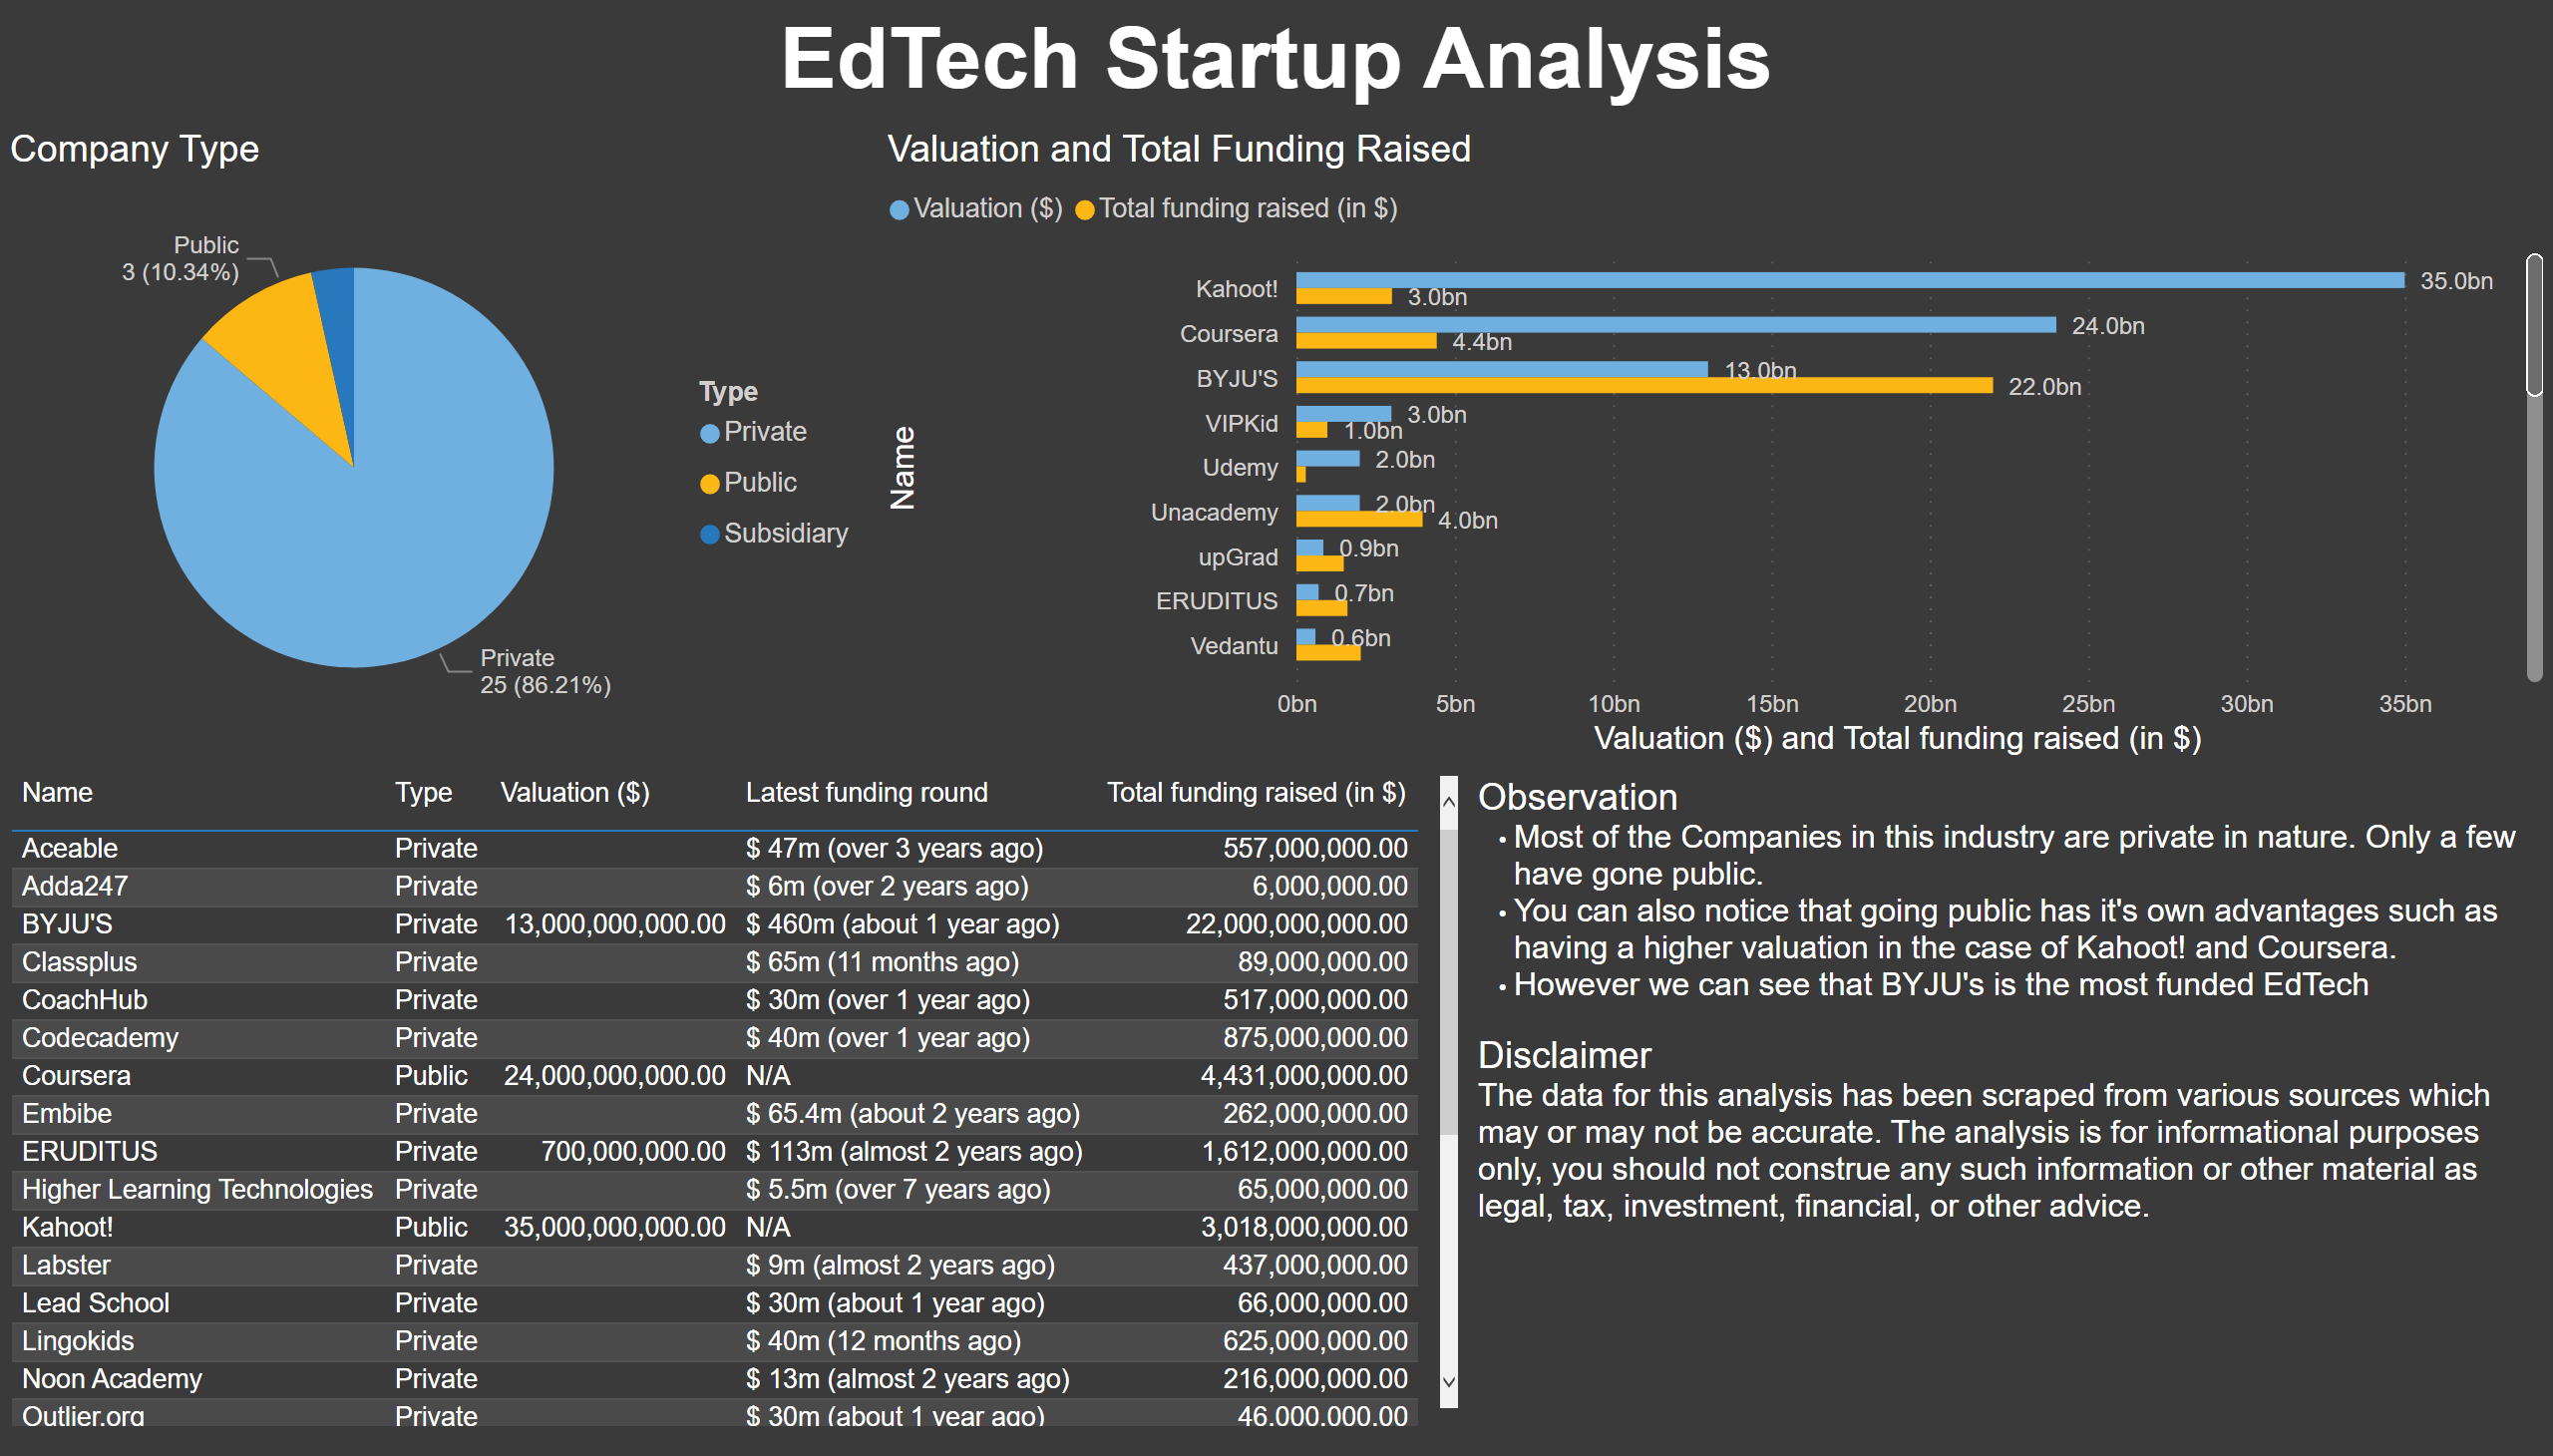 EdTech Startup Analysis
Company Type
Public
3 (10.34%)
Private
25 (86.21%)
Type
Private
Public
Subsidiary
Valuation and Total Funding Raised
Valuation ($) Total funding raised (in $)
Name
Kahoot! 35.0bn
3.0bn
Coursera 24.0bn
4.4bn
BYJU'S 13.0bn
22.0bn
VIPKid 3.0bn
1.0bn
Udemy 2.0bn
Unacademy 2.0bn
4.0bn
upGrad 0.9bn
ERUDITUS 0.7bn
Vedantu 0.6bn
0bn 5bn 10bn 15bn 20bn 25bn 30bn 35bn
Valuation ($) and Total funding raised (in $)
Name Type Valuation ($) Latest funding round Total funding raised (in $)
Aceable Private $ 47m (over 3 years ago) 557,000,000.00
Adda247 Private $ 6m (over 2 years ago) 6,000,000.00
BYJU'S Private 13,000,000,000.00 $ 460m (about 1 year ago) 22,000,000,000.00
Classplus Private $ 65m (11 months ago) 89,000,000.00
CoachHub Private $ 30m (over 1 year ago) 517,000,000.00
Codecademy Private $ 40m (over 1 year ago) 875,000,000.00
Coursera Public 24,000,000,000.00 N/A 4,431,000,000.00
Embibe Private $ 65.4m (about 2 years ago) 262,000,000.00
ERUDITUS Private 700,000,000.00 $ 113m (almost 2 years ago) 1,612,000,000.00
Higher Learning Technologies Private $ 5.5m (over 7 years ago) 65,000,000.00
Kahoot! Public 35,000,000,000.00 N/A 3,018,000,000.00
Labster Private $ 9m (almost 2 years ago) 437,000,000.00
Lead School Private $ 30m (about 1 year ago) 66,000,000.00
Lingokids Private $ 40m (12 months ago) 625,000,000.00
Noon Academy Private $ 13m (almost 2 years ago) 216,000,000.00
Outlier.org Private $ 30m (about 1 year ago) 46,000,000.00
Observation
• Most of the Companies in this industry are private in nature. Only a few
have gone public.
• You can also notice that going public has it's own advantages such as
having a higher valuation in the case of Kahoot! and Coursera.
• However we can see that BYJU's is the most funded EdTech
Disclaimer
The data for this analysis has been scraped from various sources which
may or may not be accurate. The analysis is for informational purposes
only, you should not construe any such information or other material as
legal, tax, investment, financial, or other advice.